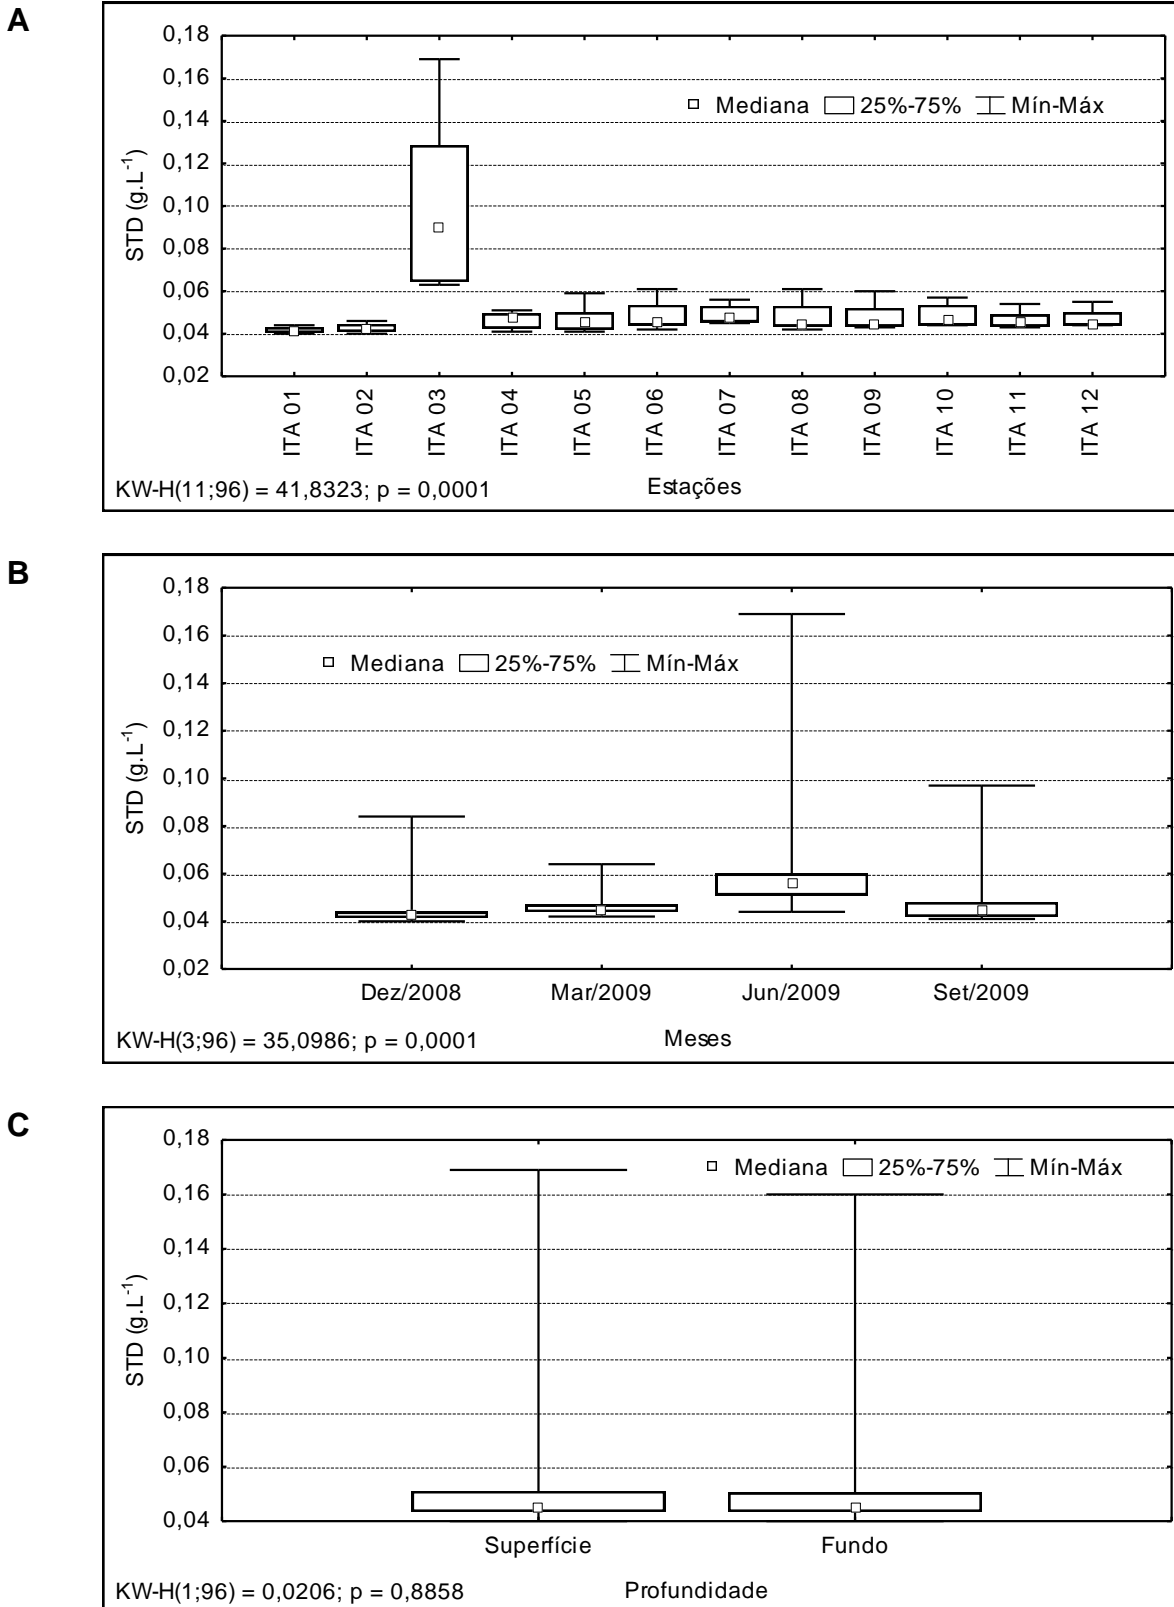 A
0,18
0,16
0,14
0,12
0,10
0,08
0,06
0,04
0,02
STD (g.L-1)
Mediana 25%-75% Mín-Máx
ITA 01
ITA 02
ITA 03
ITA 04
ITA 05
ITA 06
ITA 07
ITA 08
ITA 09
ITA 10
ITA 11
ITA 12
KW-H(11;96) = 41,8323; p = 0,0001
Estações
B
0,18
0,16
0,14
0,12
0,10
0,08
0,06
0,04
0,02
STD (g.L-1)
Mediana 25%-75% Mín-Máx
Dez/2008 Mar/2009 Jun/2009 Set/2009
KW-H(3;96) = 35,0986; p = 0,0001
Meses
C
0,18
0,16
0,14
0,12
0,10
0,08
0,06
0,04
STD (g.L-1)
Mediana 25%-75% Mín-Máx
Superfície Fundo
KW-H(1;96) = 0,0206; p = 0,8858
Profundidade